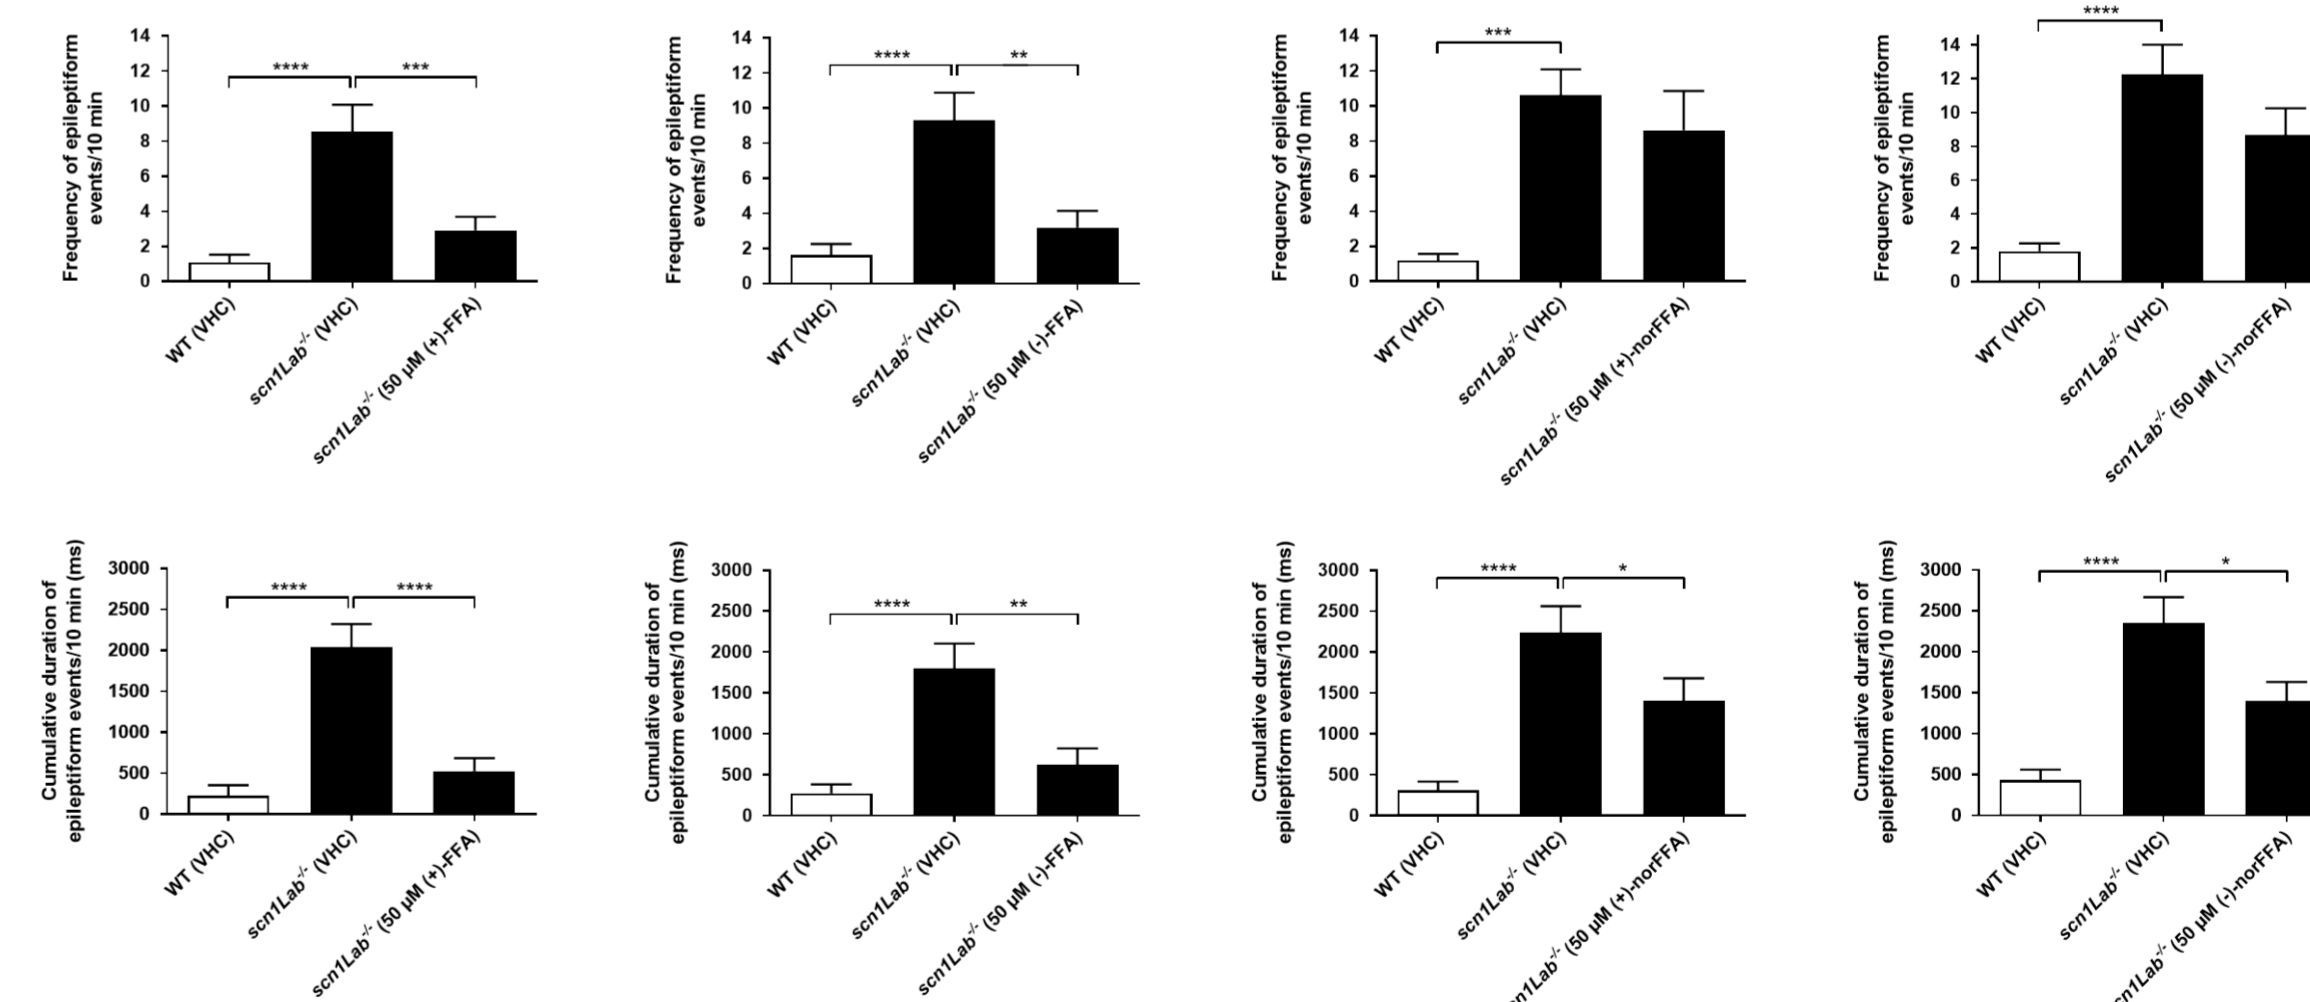 Frequency of epileptiform
events/10 min
14
12
10
8
6
4
2
0
****
***
WT (VHC)
scn1Lab-/- (VHC)
scn1Lab-/- (50 µM (+)-FFA)
Frequency of epileptiform
events/10 min
14
12
10
8
6
4
2
0
****
**
WT (VHC)
scn1Lab-/- (VHC)
scn1Lab-/- (50 µM (-)-FFA)
Frequency of epileptiform
events/10 min
14
12
10
8
6
4
2
0
***
WT (VHC)
scn1Lab-/- (VHC)
scn1Lab-/- (50 µM (+)-norFFA)
Frequency of epileptiform
events/10 min
14
12
10
8
6
4
2
0
****
WT (VHC)
scn1Lab-/- (VHC)
scn1Lab-/- (50 µM (-)-norFFA)
Cumulative duration of
epileptiform events/10 min (ms)
3000
2500
2000
1500
1000
500
0
****
****
WT (VHC)
scn1Lab-/- (VHC)
scn1Lab-/- (50 µM (+)-FFA)
Cumulative duration of
epileptiform events/10 min (ms)
3000
2500
2000
1500
1000
500
0
****
**
WT (VHC)
scn1Lab-/- (VHC)
scn1Lab-/- (50 µM (-)-FFA)
Cumulative duration of
epileptiform events/10 min (ms)
3000
2500
2000
1500
1000
500
0
****
*
WT (VHC)
scn1Lab-/- (VHC)
cn1Lab-/- (50 µM (+)-norFFA)
Cumulative duration of
epileptiform events/10 min (ms)
3000
2500
2000
1500
1000
500
0
****
*
WT (VHC)
scn1Lab-/- (VHC)
cn1Lab-/- (50 µM (-)-norFFA)